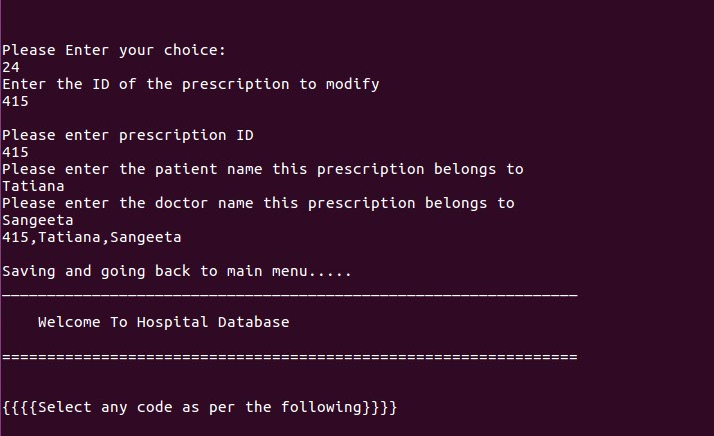 Please Enter your choice:
24
Enter the ID of the prescription to modify
415
Please enter prescription ID
415
Please enter the patient name this prescription belongs to
Tatiana
Please enter the doctor name this prescription belongs to
Sangeeta
415,Tatiana,Sangeeta
Saving and going back to main menu.....
________________________________________________________________
Welcome To Hospital Database
================================================================
{{{{Select any code as per the following}}}}